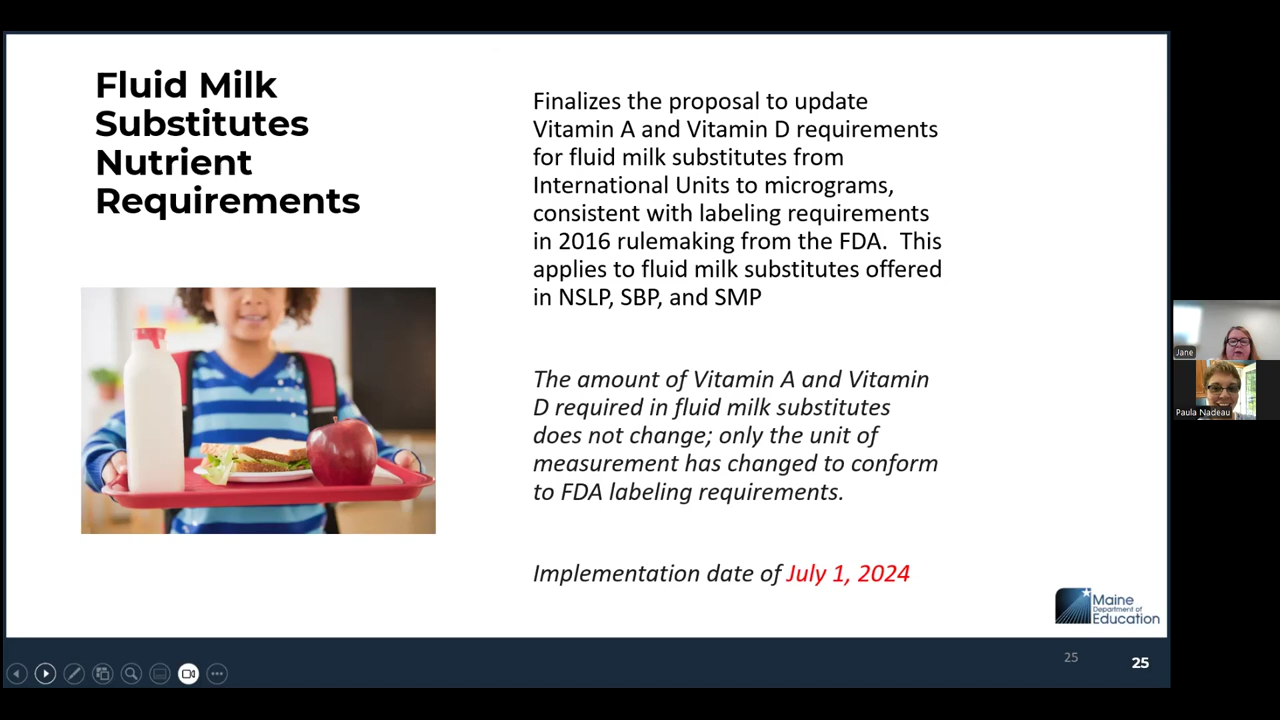 Fluid Milk
Substitutes
Nutrient
Requirements
Finalizes the proposal to update
Vitamin A and Vitamin D requirements
for fluid milk substitutes from
International Units to micrograms,
consistent with labeling requirements
in 2016 rulemaking from the FDA.  This
applies to fluid milk substitutes offered
in NSLP, SBP, and SMP
The amount of Vitamin A and Vitamin
D required in fluid milk substitutes
does not change; only the unit of
measurement has changed to conform
to FDA labeling requirements.
Implementation date of July 1, 2024
Maine
Department of
Education
25
25
Jane
Paula Nadeau